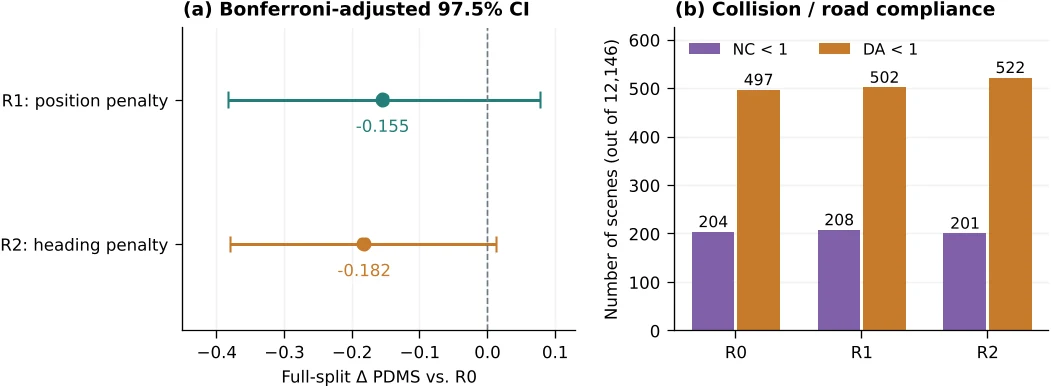 (a) Bonferroni-adjusted 97.5% CI
R1: position penalty
-0.155
R2: heading penalty
-0.182
−0.4 −0.3 −0.2 −0.1 0.0 0.1
Full-split Δ PDMS vs. R0
(b) Collision / road compliance
Number of scenes (out of 12,146)
600
500
400
300
200
100
0
NC < 1 DA < 1
204 497 208 502 201 522
R0 R1 R2